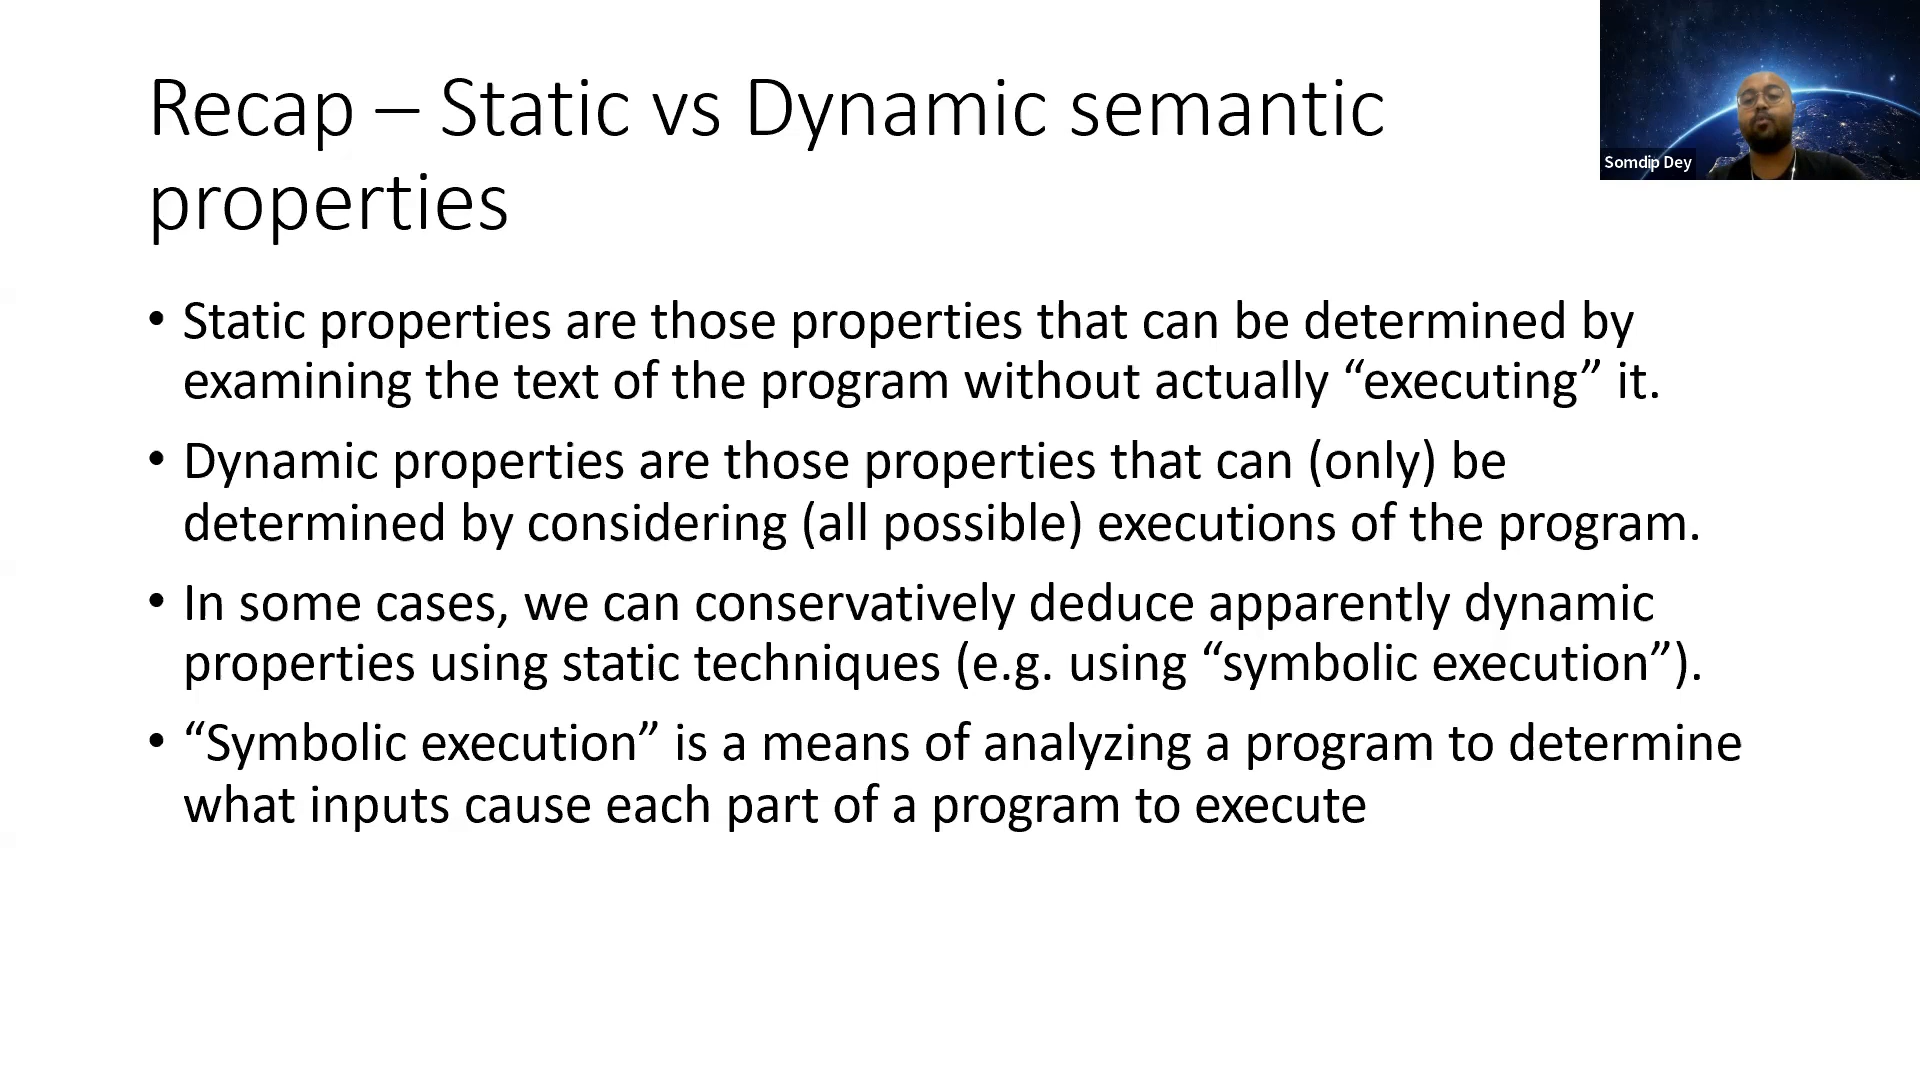 Recap – Static vs Dynamic semantic
properties
Somdip Dey
• Static properties are those properties that can be determined by
examining the text of the program without actually “executing” it.
• Dynamic properties are those properties that can (only) be
determined by considering (all possible) executions of the program.
• In some cases, we can conservatively deduce apparently dynamic
properties using static techniques (e.g. using “symbolic execution”).
• “Symbolic execution” is a means of analyzing a program to determine
what inputs cause each part of a program to execute